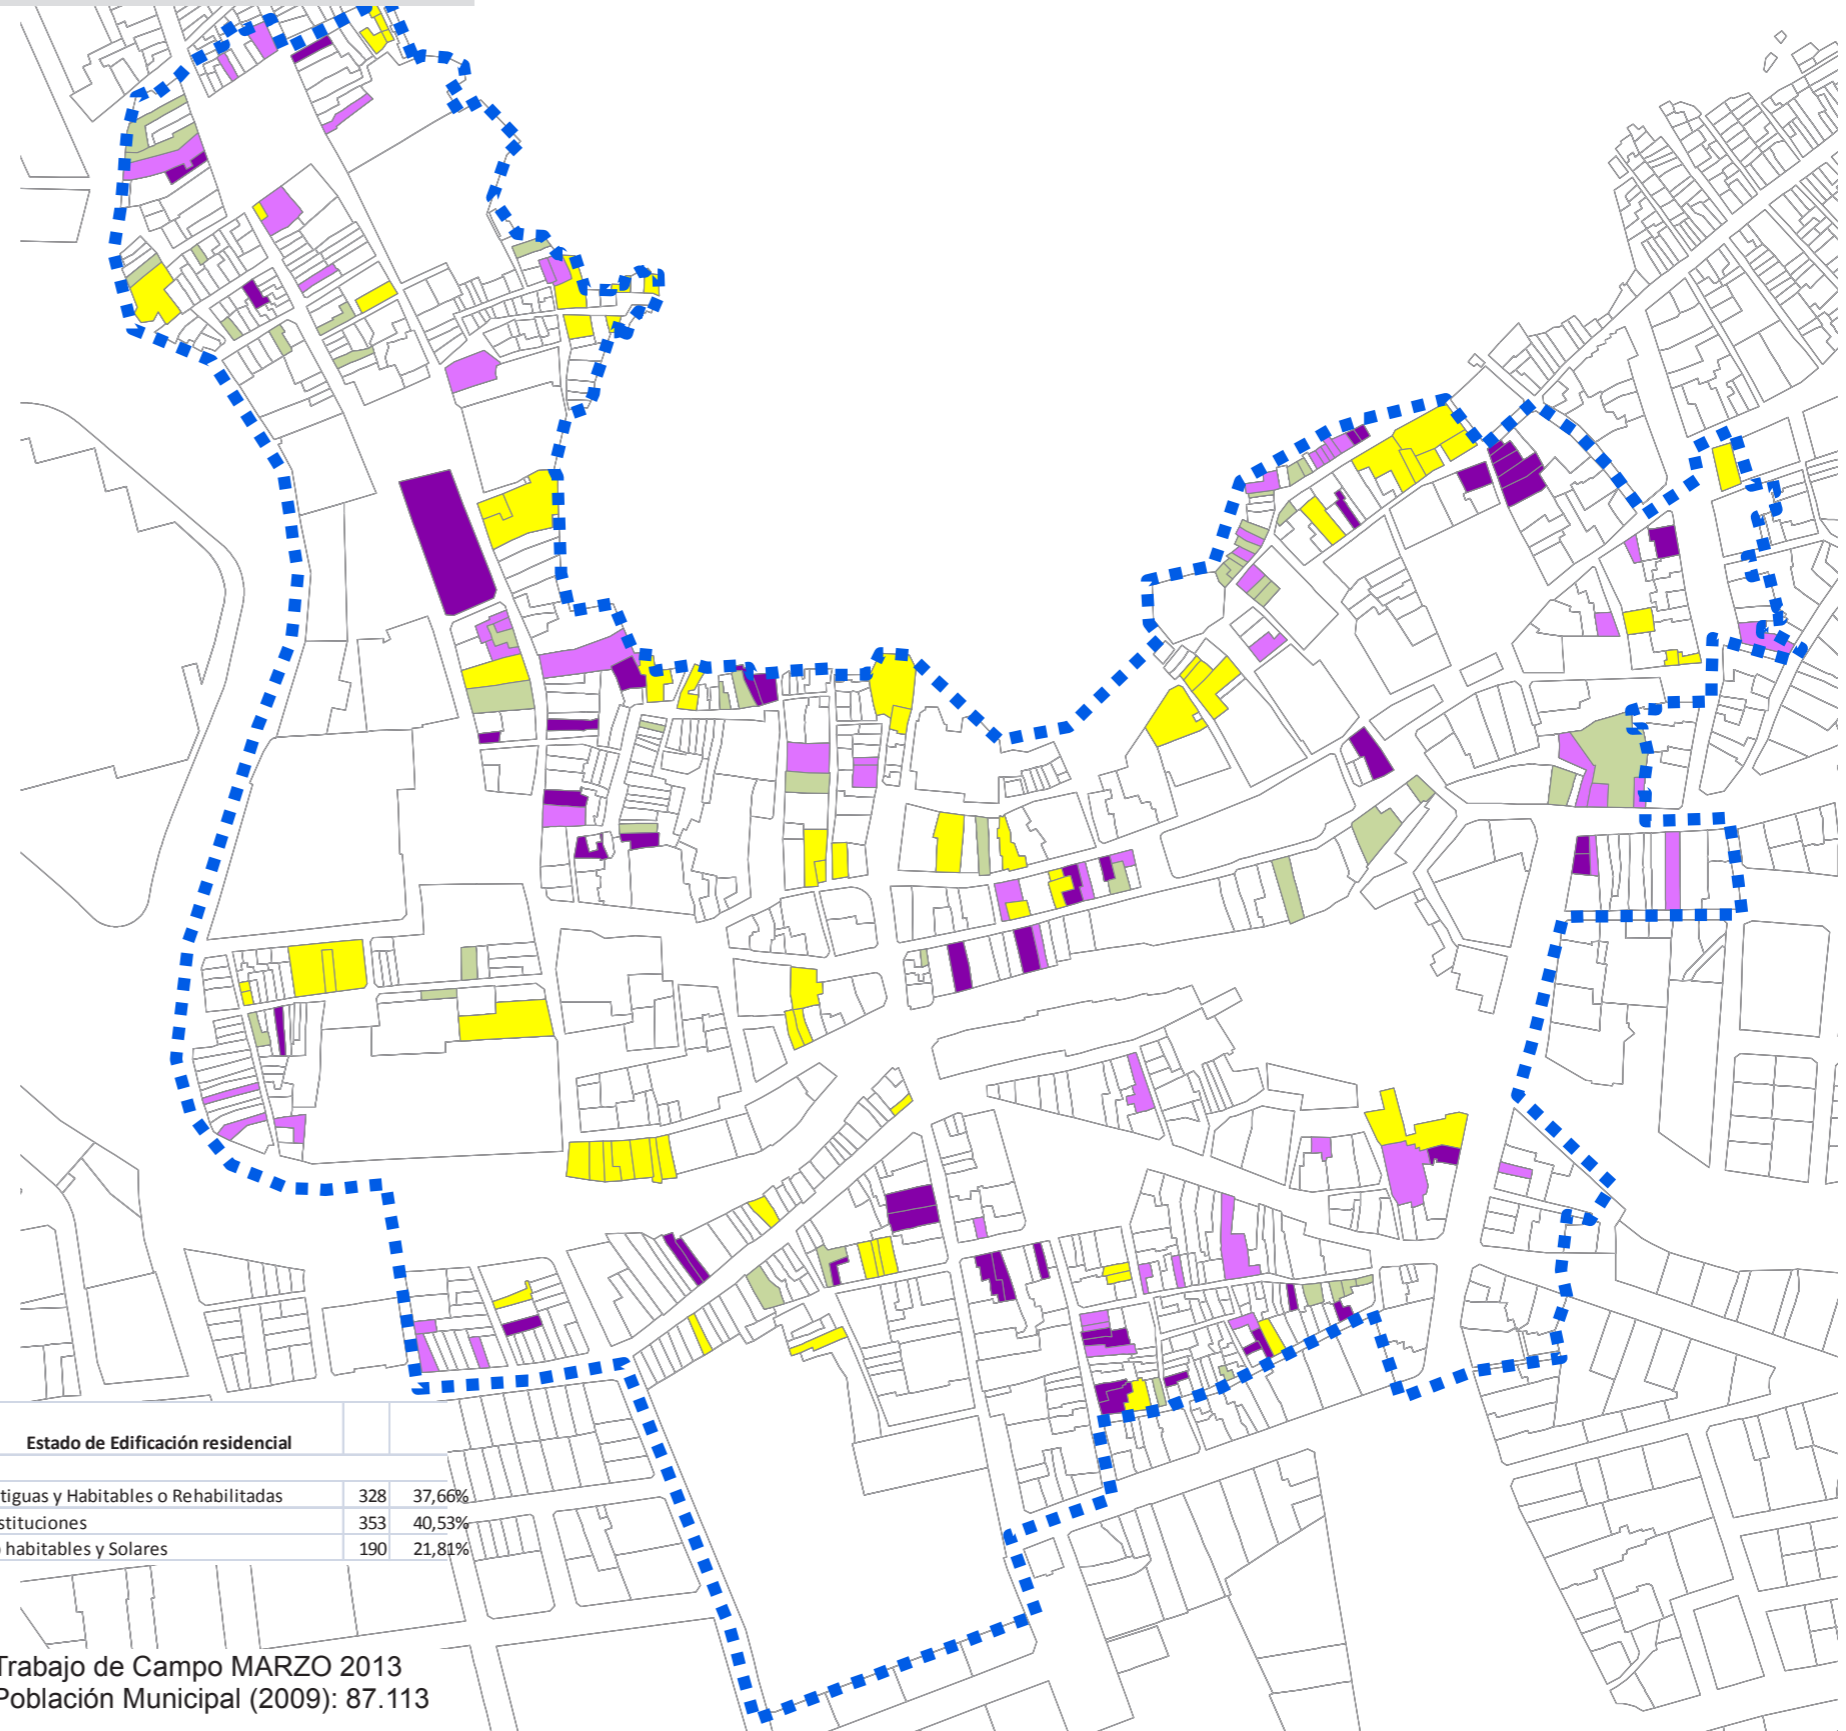 Estado de Edificación residencial
tiguas y Habitables o Rehabilitadas 328 37,66%
stituciones 353 40,53%
habitables y Solares 190 21,81%
Trabajo de Campo MARZO 2013
Población Municipal (2009): 87.113